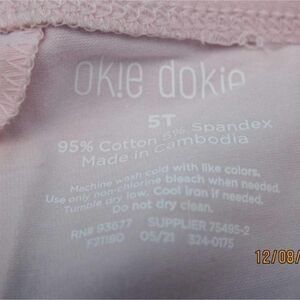 ok!e dokie
5T
95% Cotton 5% Spandex
Made in Cambodia
Machine wash cold with like colors.
Use only non-chlorine bleach when needed.
Tumble dry low. Cool iron if needed.
Do not dry clean.
RN# 93677 SUPPLIER 75495-2
F21180 05/21 324-0175
12/08/